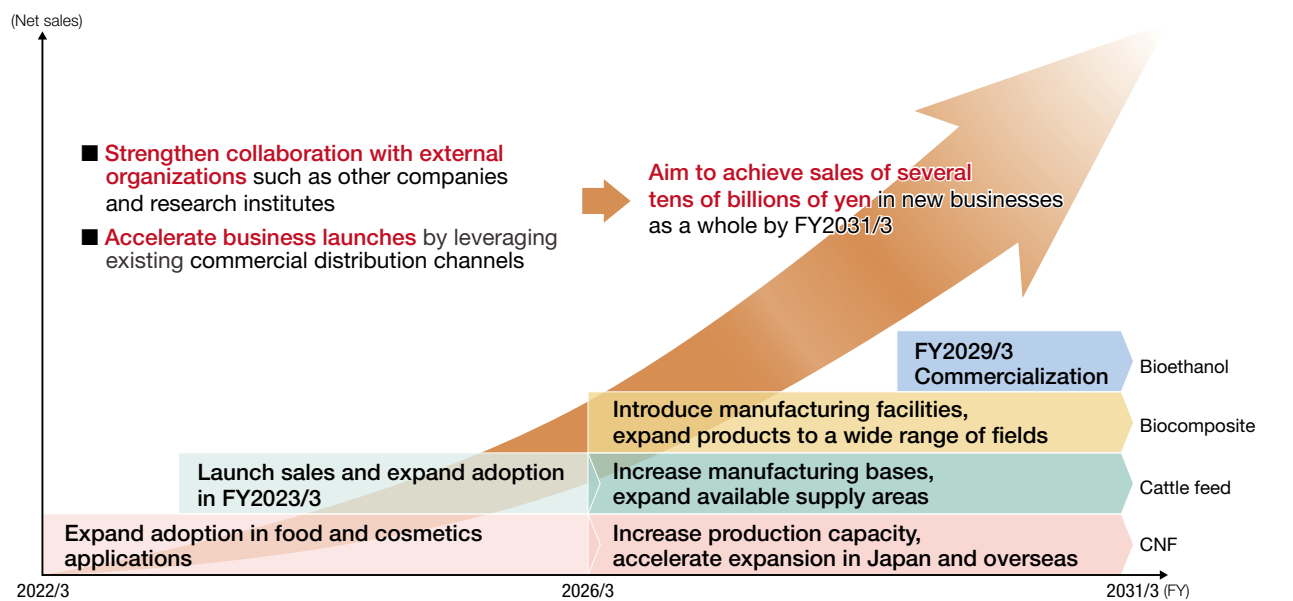 (Net sales)
■ Strengthen collaboration with external
organizations such as other companies
and research institutes
■ Accelerate business launches by leveraging
existing commercial distribution channels
Aim to achieve sales of several
tens of billions of yen in new businesses
as a whole by FY2031/3
FY2029/3
Commercialization
Bioethanol
Introduce manufacturing facilities,
expand products to a wide range of fields
Biocomposite
Launch sales and expand adoption
in FY2023/3
Increase manufacturing bases,
expand available supply areas
Cattle feed
Expand adoption in food and cosmetics
applications
Increase production capacity,
accelerate expansion in Japan and overseas
CNF
2022/3
2026/3
2031/3 (FY)